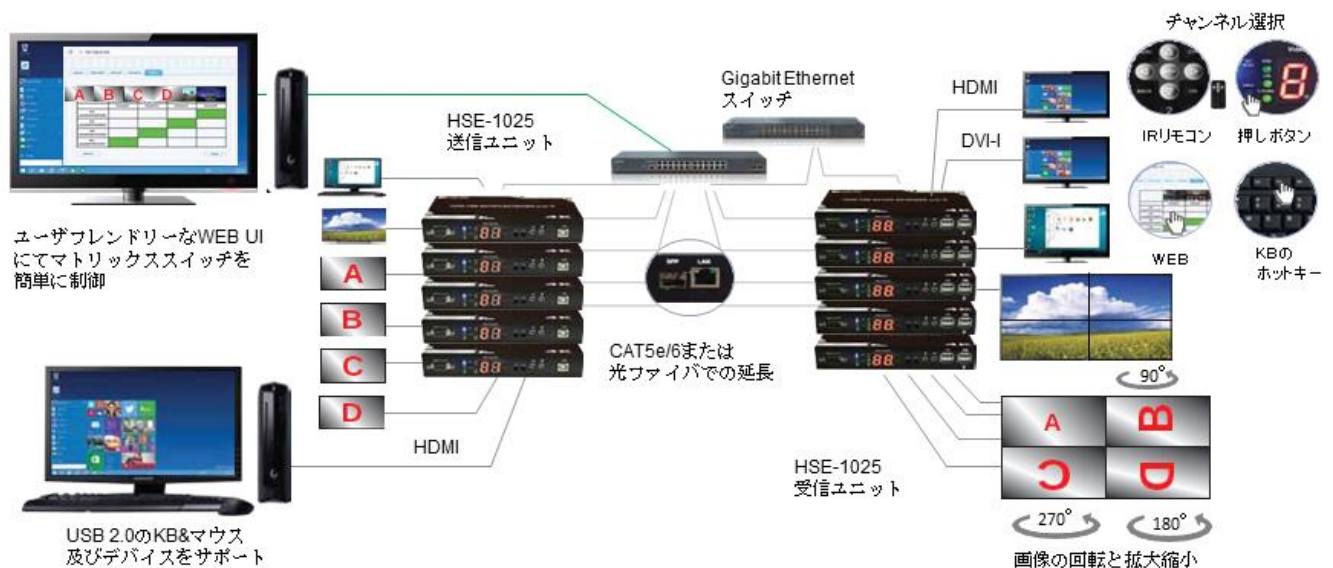 チャンネル選択
A B C D
HSE-1025
送信ユニット
Gigabit Ethernet
スイッチ
HDMI
DVI-I
IRリモコン
押しボタン
WEB
KBの
ホットキー
ユーザフレンドリーなWEB UI
にてマトリックススイッチを
簡単に制御
A
B
C
D
SFP LAN
CAT5e/6または
光ファイバでの延長
HDMI
90°
A
B
C
D
HSE-1025
受信ユニット
270°
180°
画像の回転と拡大縮小
USB 2.0のKB&マウス
及びデバイスをサポート